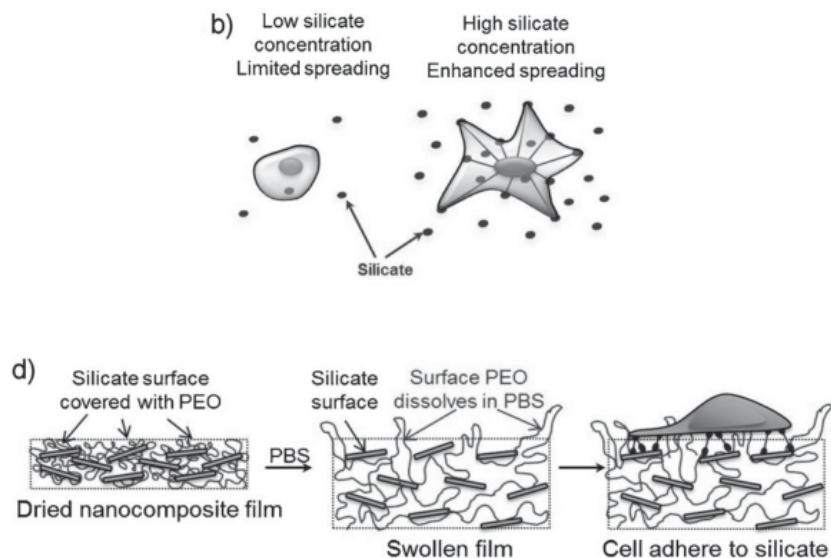 b)
Low silicate
concentration
Limited spreading
High silicate
concentration
Enhanced spreading
Silicate
d)
Silicate surface
covered with PEO
Dried nanocomposite film
PBS
Silicate
surface
Surface PEO
dissolves in PBS
Swollen film
Cell adhere to silicate